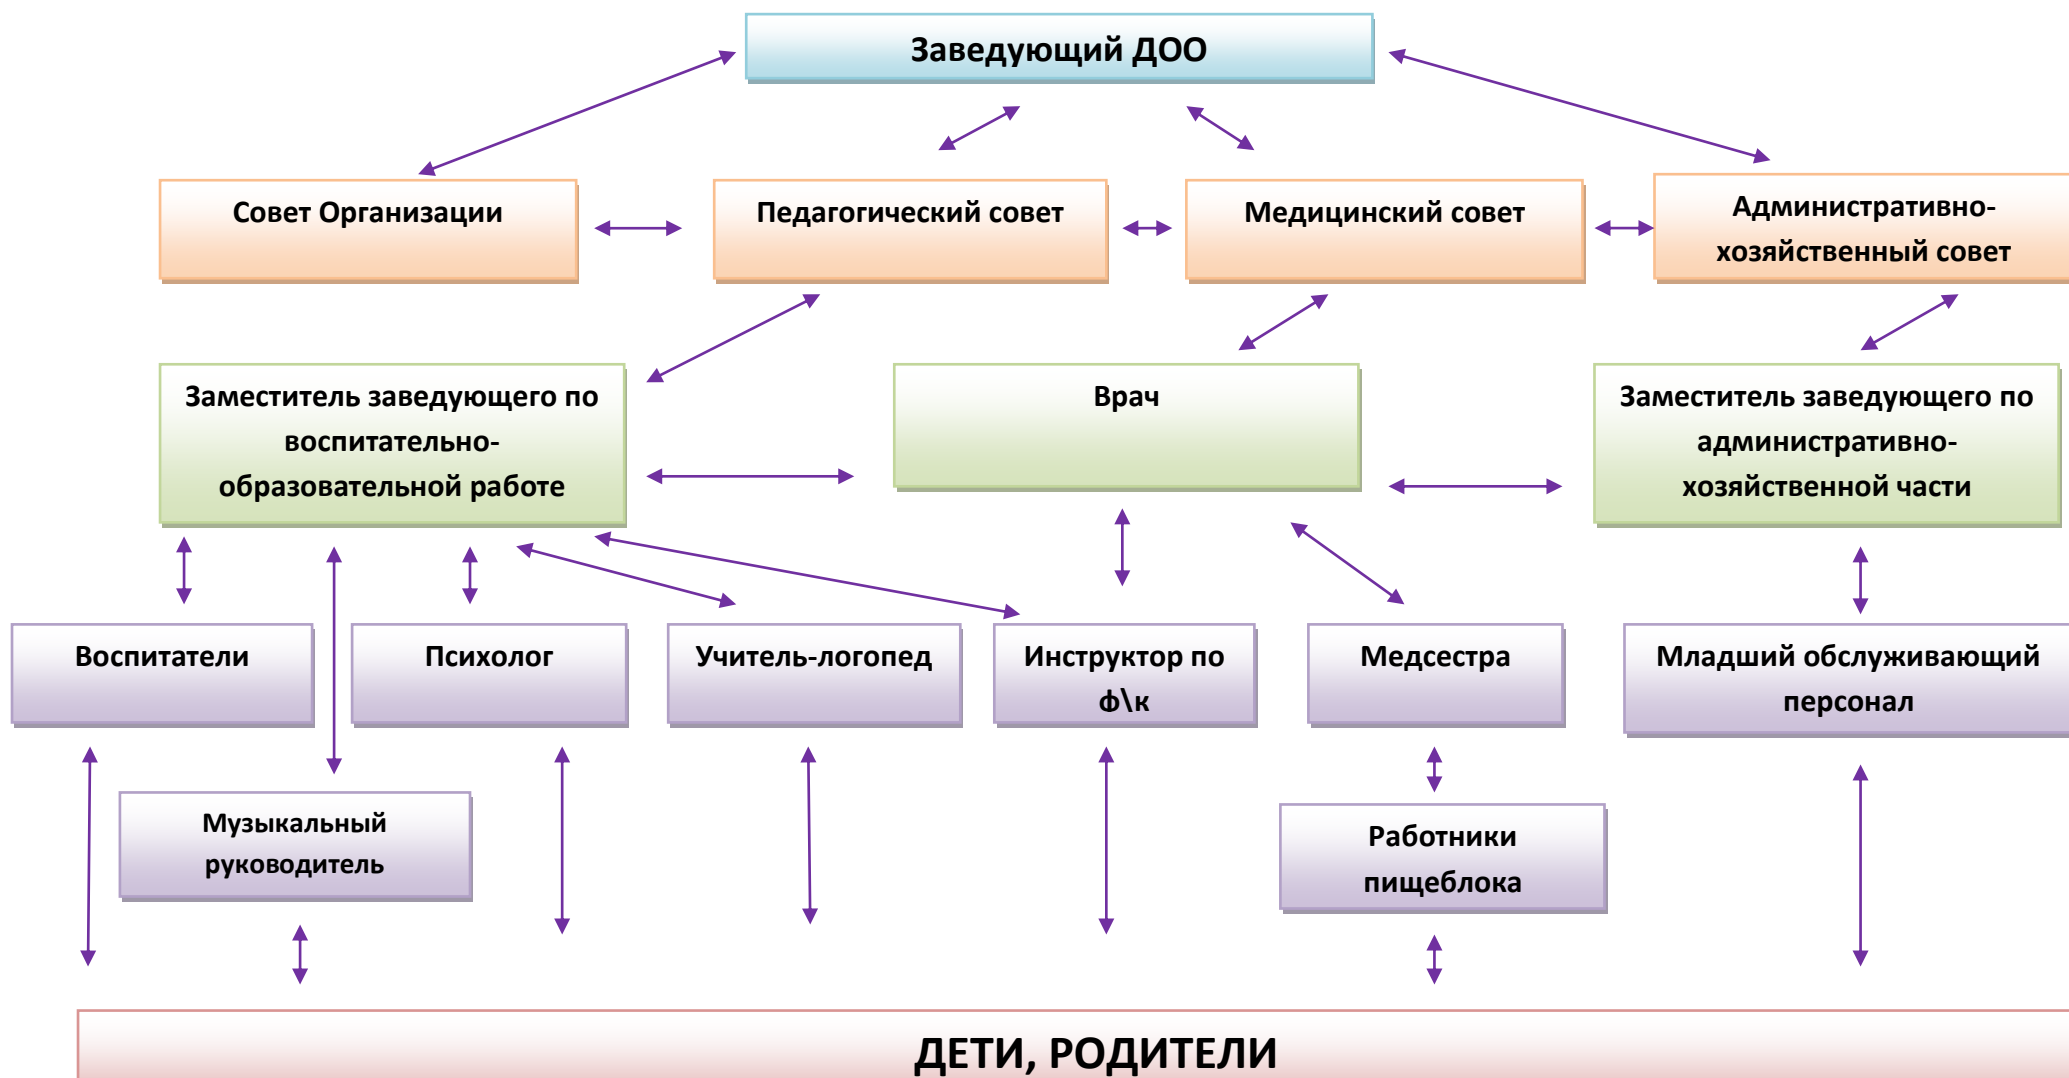 Заведующий ДОО
Совет Организации
Педагогический совет
Медицинский совет
Административно-
хозяйственный совет
Заместитель заведующего по
воспитательно-
образовательной работе
Врач
Заместитель заведующего по
административно-
хозяйственной части
Воспитатели
Психолог
Учитель-логопед
Инструктор по
ф\к
Медсестра
Младший обслуживающий
персонал
Музыкальный
руководитель
Работники
пищеблока
ДЕТИ, РОДИТЕЛИ